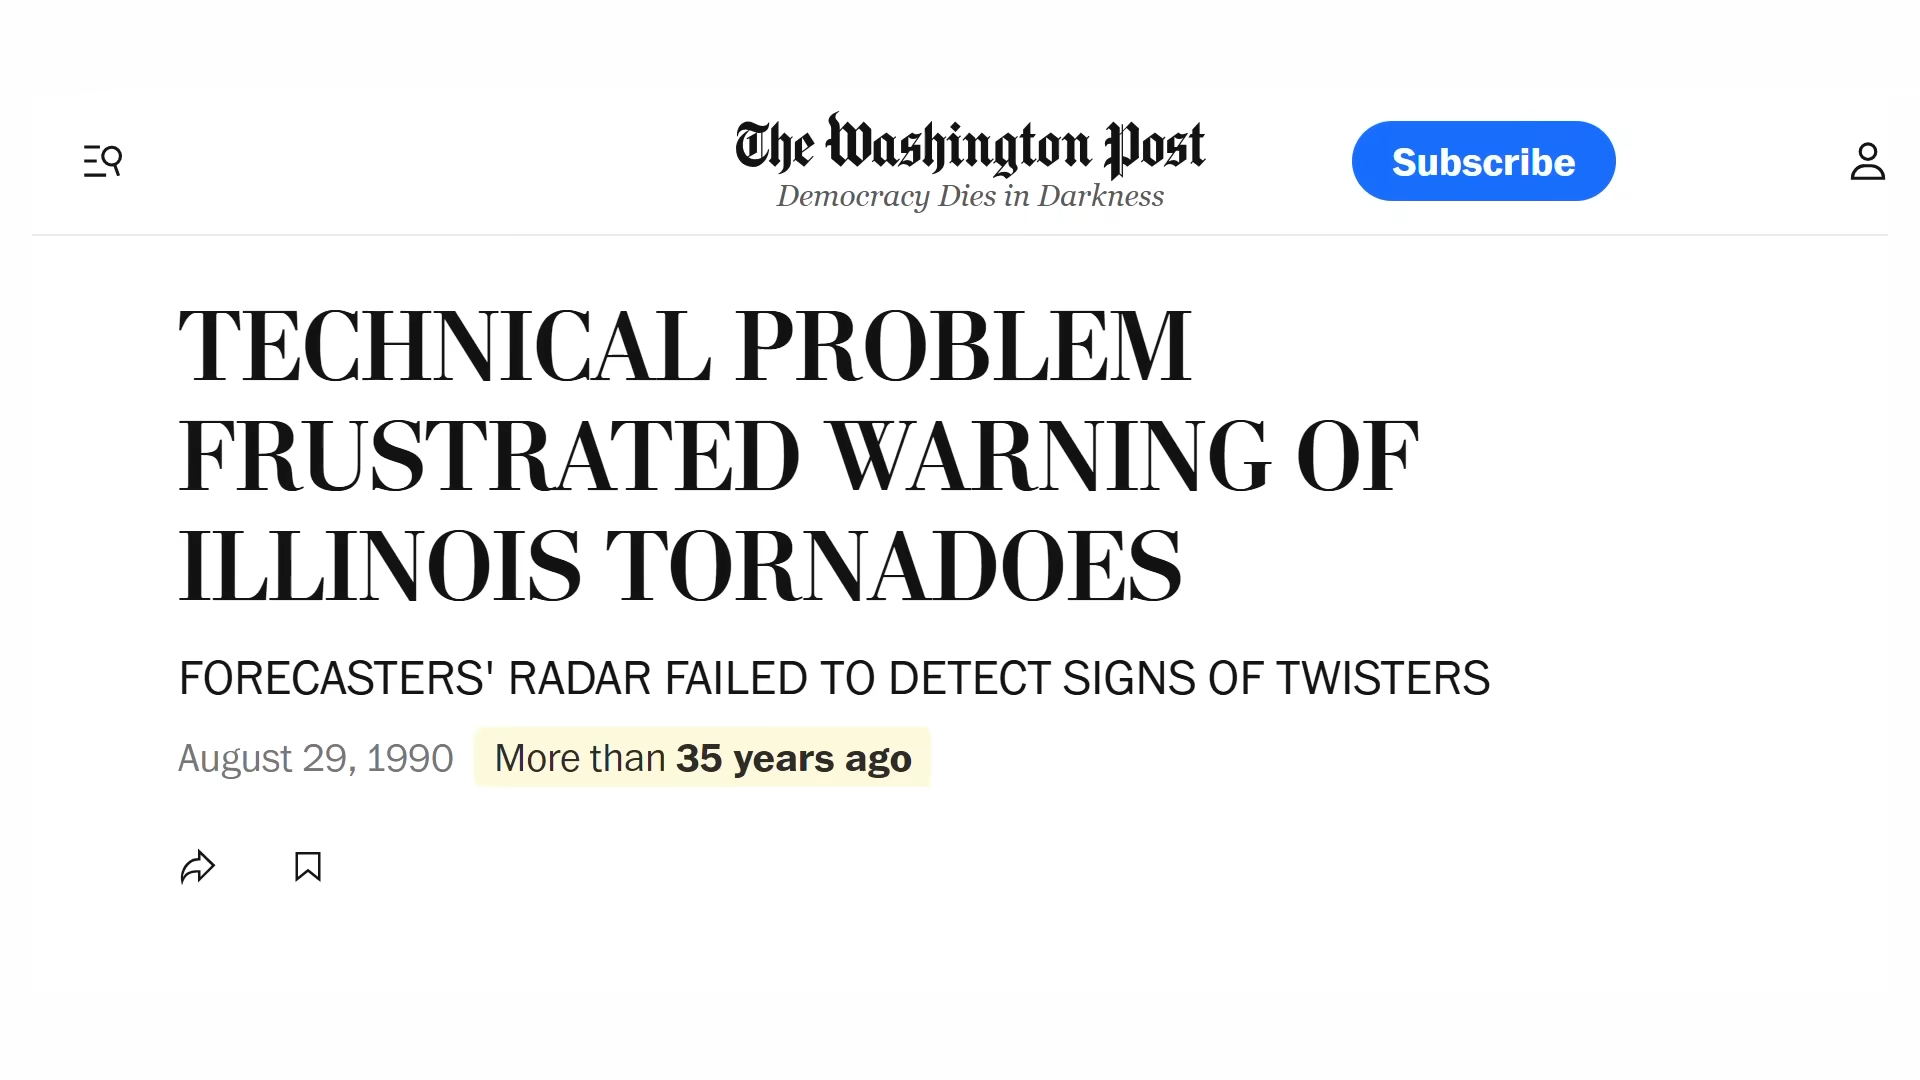 The Washington Post
Democracy Dies in Darkness
Subscribe
TECHNICAL PROBLEM
FRUSTRATED WARNING OF
ILLINOIS TORNADOES
FORECASTERS' RADAR FAILED TO DETECT SIGNS OF TWISTERS
August 29, 1990 More than 35 years ago